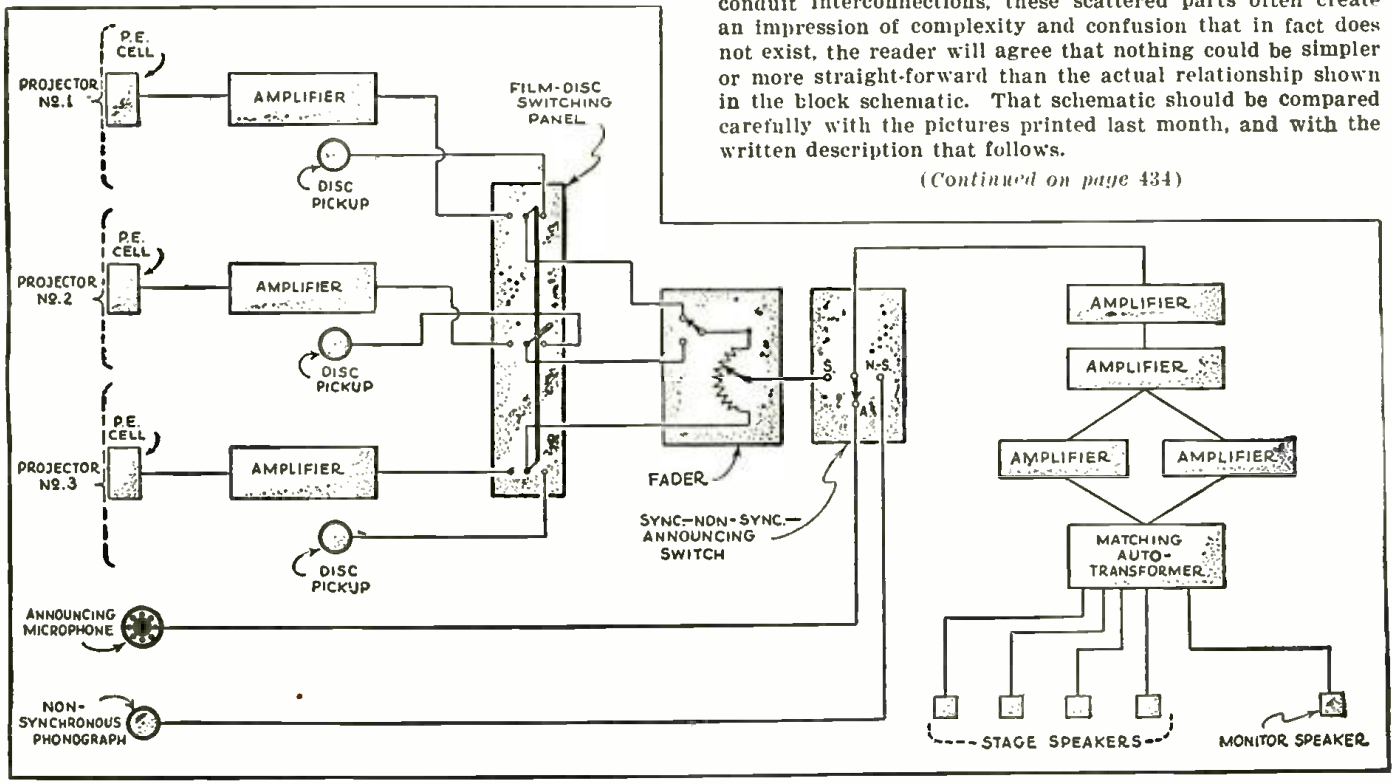 conduit interconnections, these scattered parts often create
an impression of complexity and confusion that in fact does
not exist, the reader will agree that nothing could be simpler
or more straight-forward than the actual relationship shown
in the block schematic. That schematic should be compared
carefully with the pictures printed last month, and with the
written description that follows.
(Continued on page 434)
P.E.
CELL
PROJECTOR
Nº.1
AMPLIFIER
DISC
PICKUP
FILM-DISC
SWITCHING
PANEL
P.E.
CELL
PROJECTOR
Nº.2
AMPLIFIER
DISC
PICKUP
P.E.
CELL
PROJECTOR
Nº.3
AMPLIFIER
DISC
PICKUP
FADER
S.
N.-S.
A.
SYNC.-NON-SYNC.-
ANNOUNCING
SWITCH
AMPLIFIER
AMPLIFIER
AMPLIFIER
AMPLIFIER
MATCHING
AUTO-
TRANSFORMER
ANNOUNCING
MICROPHONE
NON-
SYNCHRONOUS
PHONOGRAPH
STAGE SPEAKERS
MONITOR SPEAKER